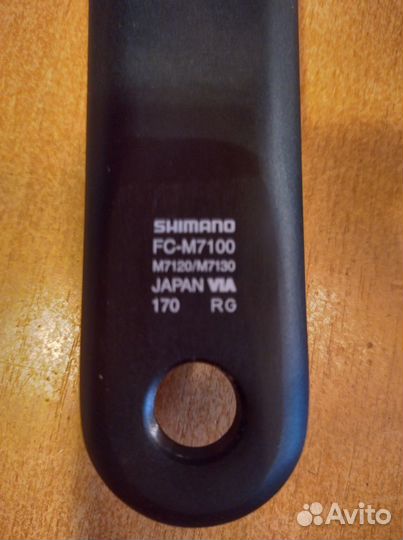 SHIMANO
FC-M7100
M7120/M7130
JAPAN VIA
170 RG
Avito